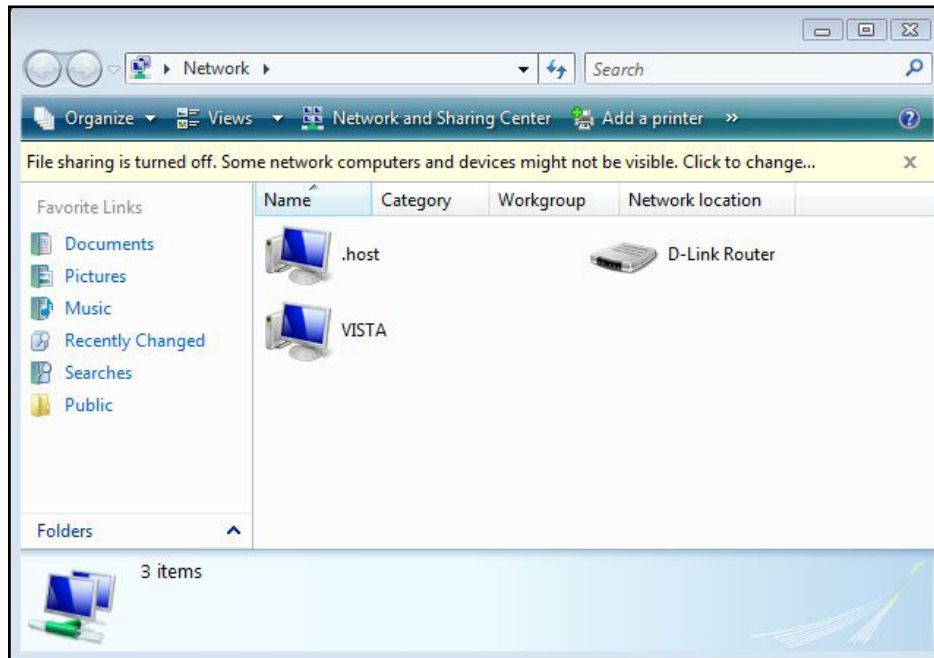 Network
Search
Organize Views Network and Sharing Center Add a printer »
File sharing is turned off. Some network computers and devices might not be visible. Click to change...
Favorite Links
Documents
Pictures
Music
Recently Changed
Searches
Public
Folders
Name Category Workgroup Network location
.host D-Link Router
VISTA
3 items